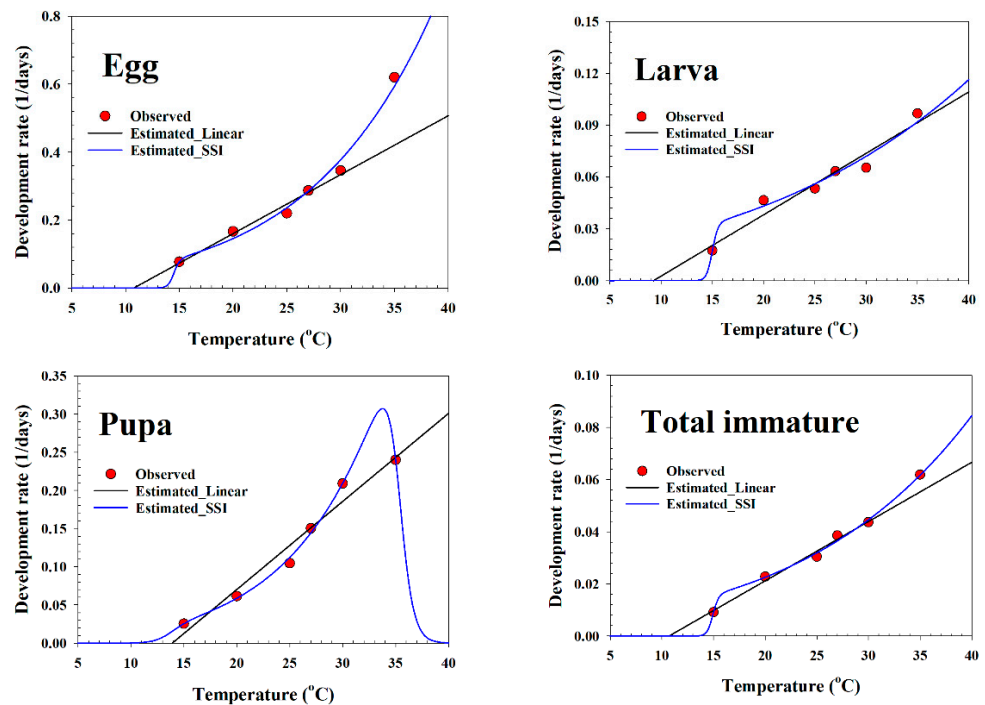 Egg
Observed
Estimated_Linear
Estimated_SSI
Development rate (1/days)
0.8
0.6
0.4
0.2
0.0
5 10 15 20 25 30 35 40
Temperature (°C)
Larva
Observed
Estimated_Linear
Estimated_SSI
Development rate (1/days)
0.15
0.12
0.09
0.06
0.03
0.00
5 10 15 20 25 30 35 40
Temperature (°C)
Pupa
Observed
Estimated_Linear
Estimated_SSI
Development rate (1/days)
0.35
0.30
0.25
0.20
0.15
0.10
0.05
0.00
5 10 15 20 25 30 35 40
Temperature (°C)
Total immature
Observed
Estimated_Linear
Estimated_SSI
Development rate (1/days)
0.10
0.08
0.06
0.04
0.02
0.00
5 10 15 20 25 30 35 40
Temperature (°C)